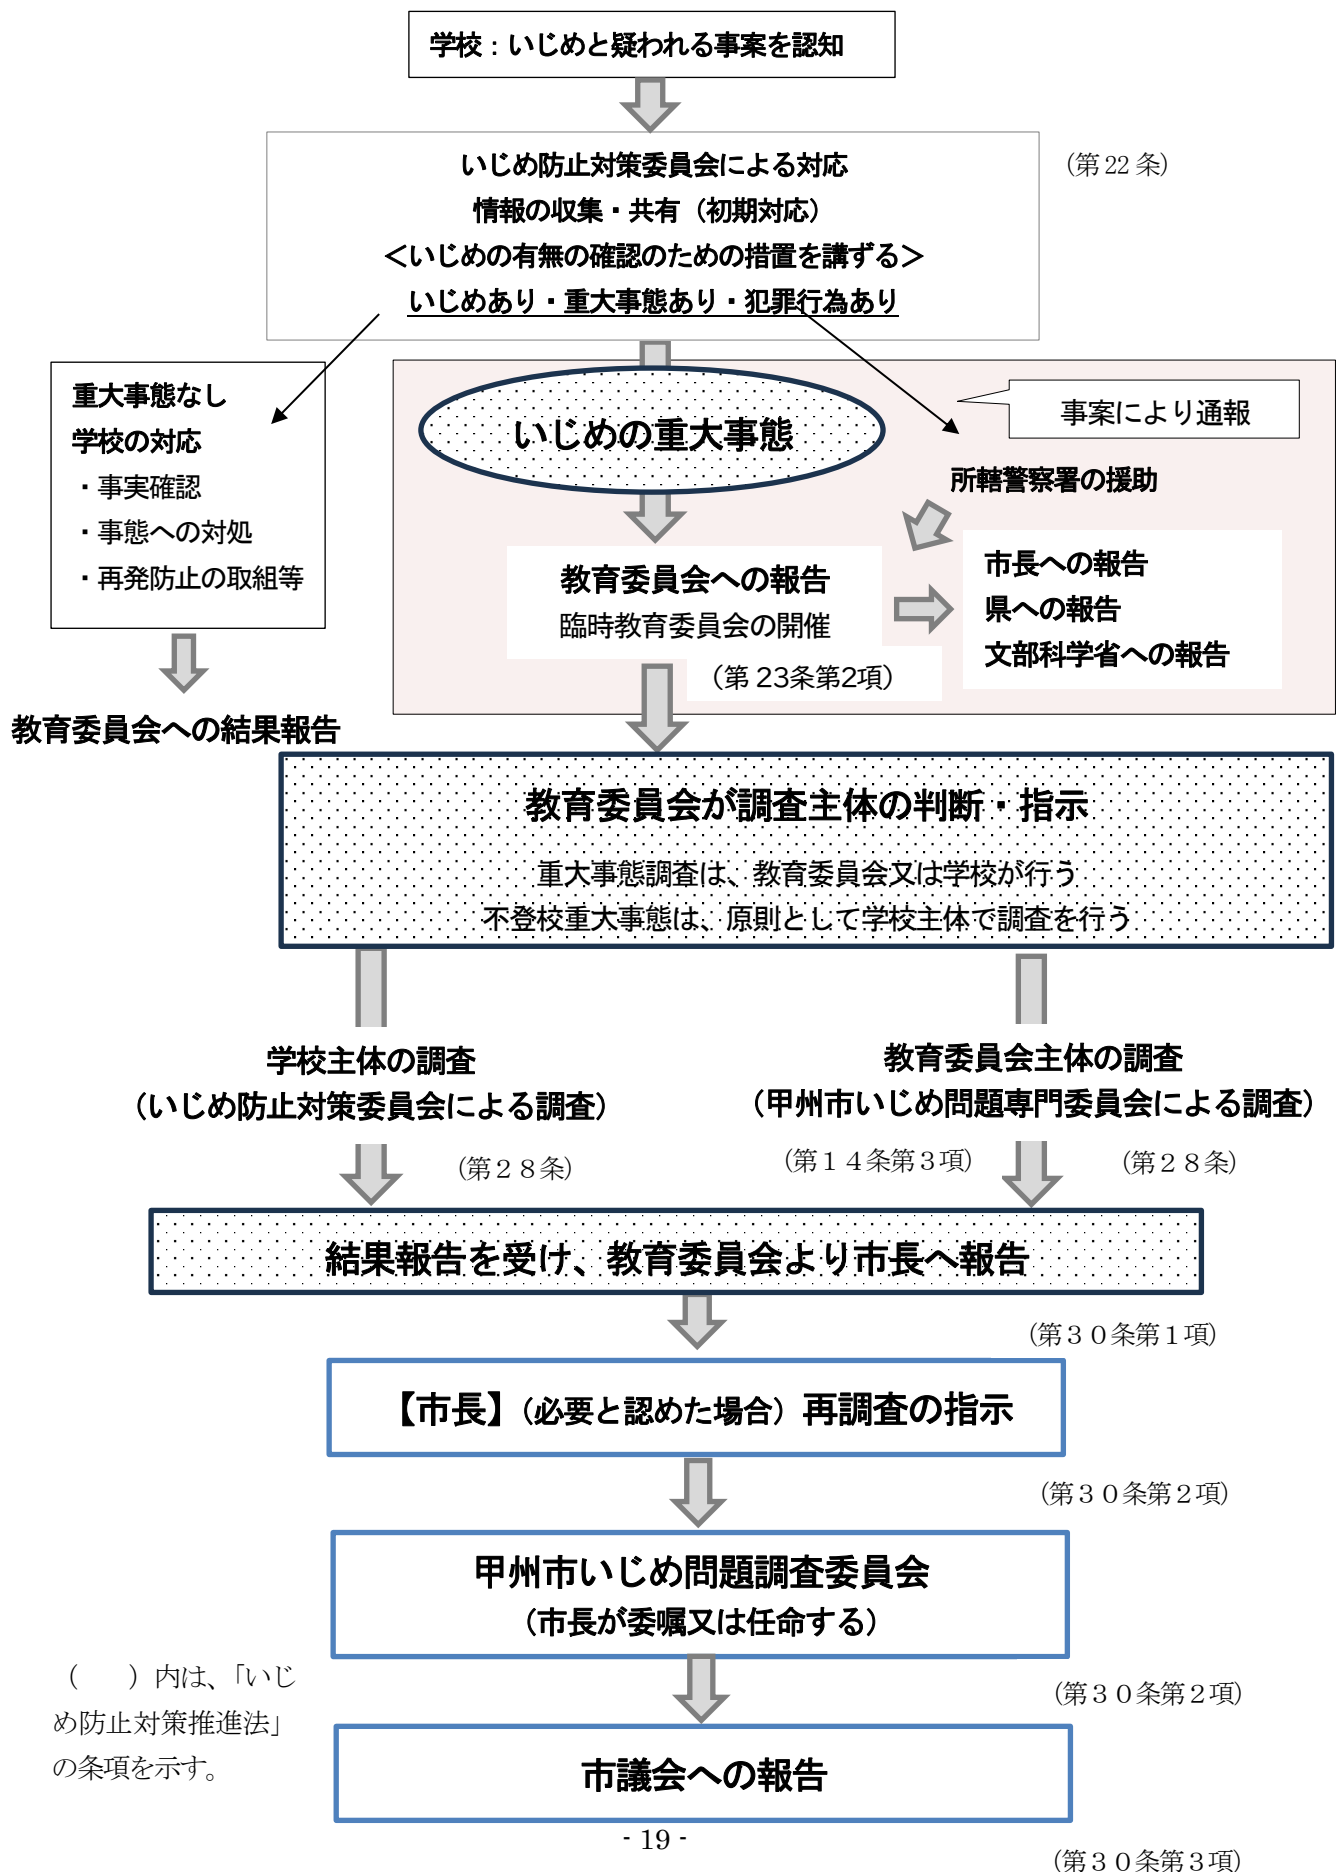 学校：いじめと疑われる事案を認知
いじめ防止対策委員会による対応
(第22条)
情報の収集・共有（初期対応）
＜いじめの有無の確認のための措置を講ずる＞
いじめあり・重大事態あり・犯罪行為あり
重大事態なし
学校の対応
・事実確認
・事態への対処
・再発防止の取組等
教育委員会への結果報告
いじめの重大事態
事案により通報
所轄警察署の援助
教育委員会への報告
臨時教育委員会の開催
（第23条第2項）
市長への報告
県への報告
文部科学省への報告
教育委員会が調査主体の判断・指示
重大事態調査は、教育委員会又は学校が行う
不登校重大事態は、原則として学校主体で調査を行う
学校主体の調査
（いじめ防止対策委員会による調査）
(第２８条)
教育委員会主体の調査
（甲州市いじめ問題専門委員会による調査）
(第１４条第３項)
(第２８条)
結果報告を受け、教育委員会より市長へ報告
(第３０条第１項)
【市長】（必要と認めた場合）再調査の指示
(第３０条第２項)
甲州市いじめ問題調査委員会
（市長が委嘱又は任命する）
(第３０条第２項)
（　　）内は、「いじ
め防止対策推進法」
の条項を示す。
市議会への報告
- 19 -
(第３０条第３項)